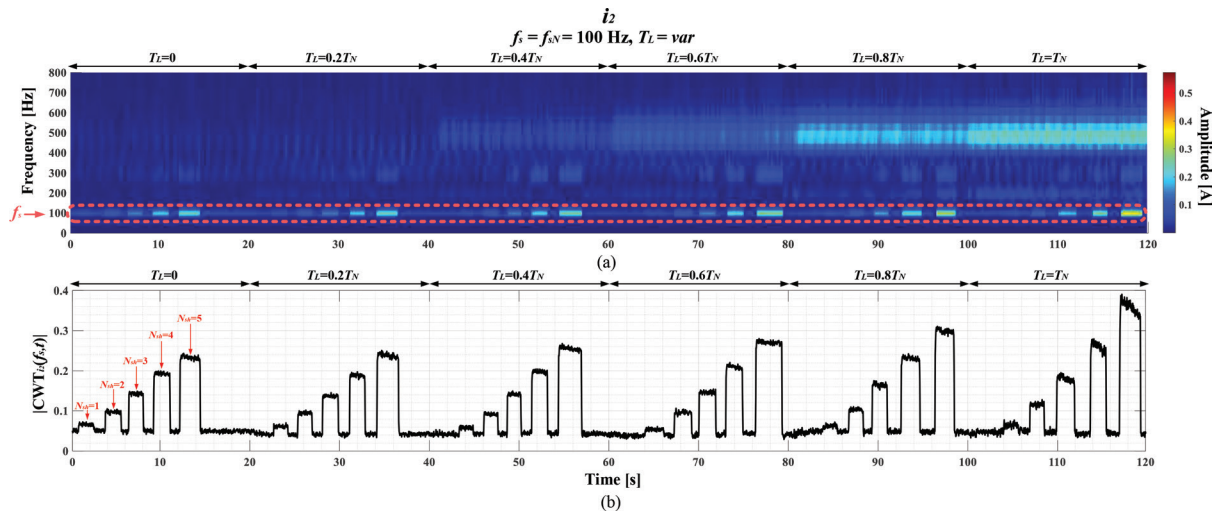 i2
fs = fsN = 100 Hz, TL = var
TL=0 TL=0.2TN TL=0.4TN TL=0.6TN TL=0.8TN TL=TN
Frequency [Hz]
800
700
600
500
400
300
200
100
0
fs
0 10 20 30 40 50 60 70 80 90 100 110 120
Amplitude [A]
0.5
0.4
0.3
0.2
0.1
(a)
TL=0 TL=0.2TN TL=0.4TN TL=0.6TN TL=0.8TN TL=TN
|CWTi2(fs,t)|
0.4
0.3
0.2
0.1
0
Nsh=1
Nsh=2
Nsh=3
Nsh=4
Nsh=5
0 10 20 30 40 50 60 70 80 90 100 110 120
Time [s]
(b)